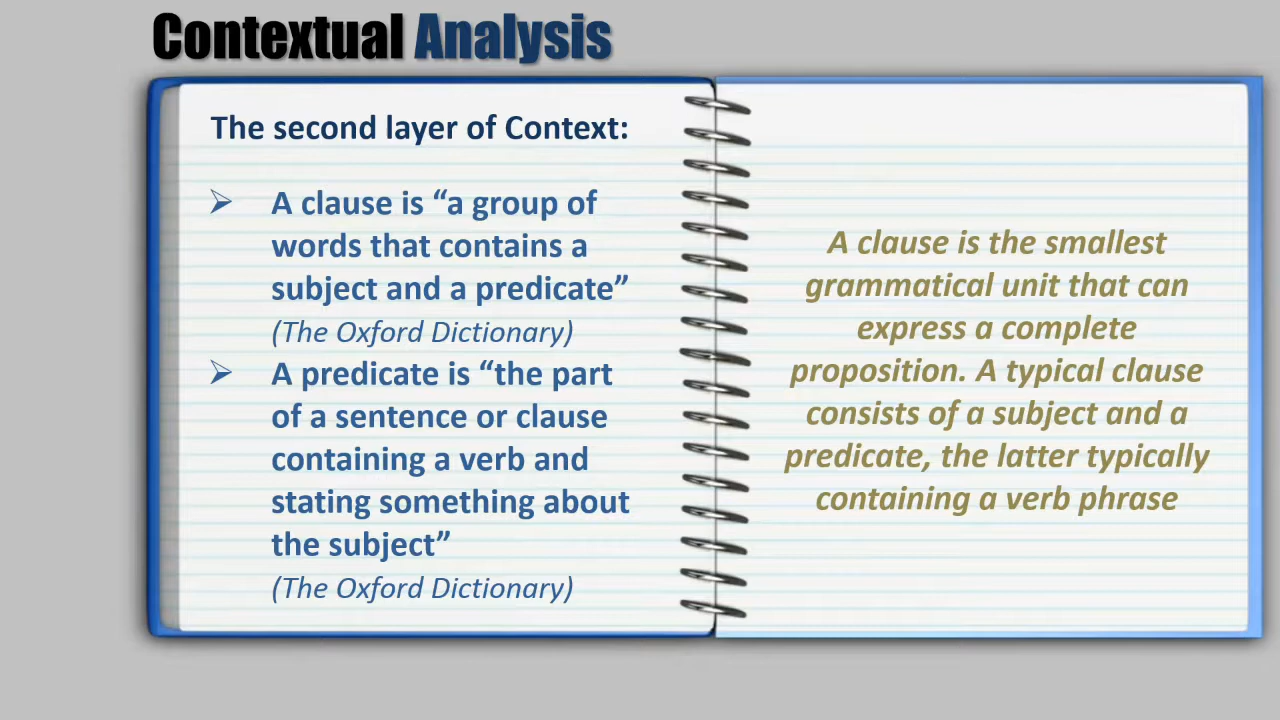 Contextual Analysis
The second layer of Context:
➢ A clause is “a group of
words that contains a
subject and a predicate”
(The Oxford Dictionary)
➢ A predicate is “the part
of a sentence or clause
containing a verb and
stating something about
the subject”
(The Oxford Dictionary)
A clause is the smallest
grammatical unit that can
express a complete
proposition. A typical clause
consists of a subject and a
predicate, the latter typically
containing a verb phrase